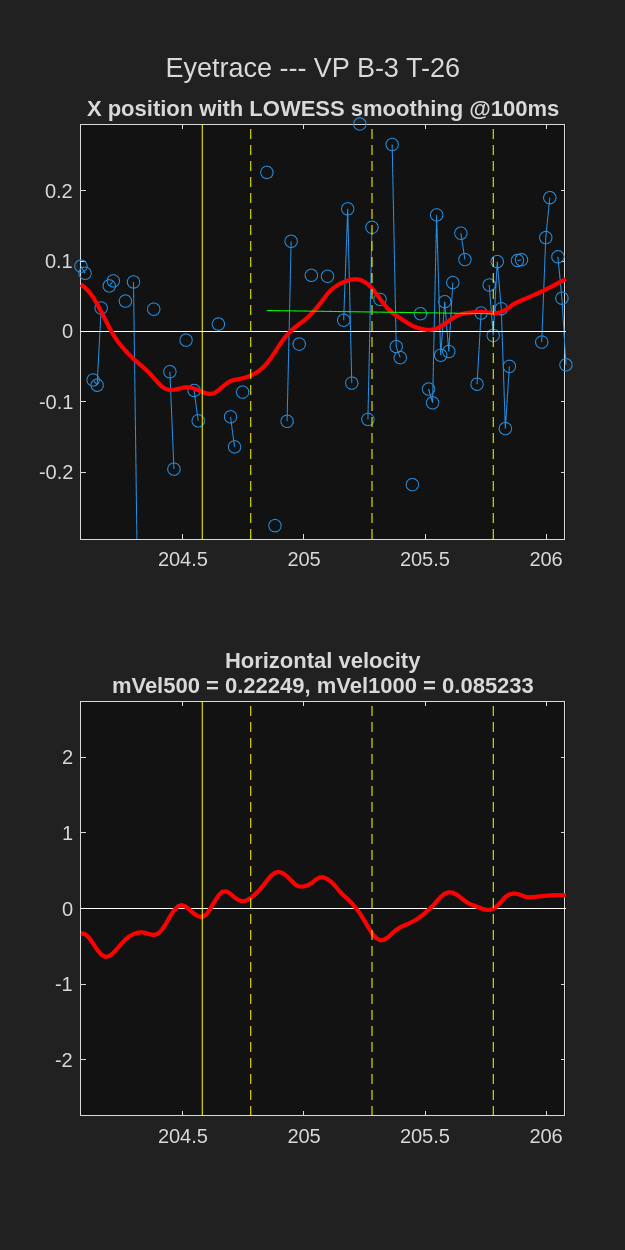 Eyetrace --- VP B-3 T-26
X position with LOWESS smoothing @100ms
0.2
0.1
0
-0.1
-0.2
204.5 205 205.5 206
Horizontal velocity
mVel500 = 0.22249, mVel1000 = 0.085233
2
1
0
-1
-2
204.5 205 205.5 206